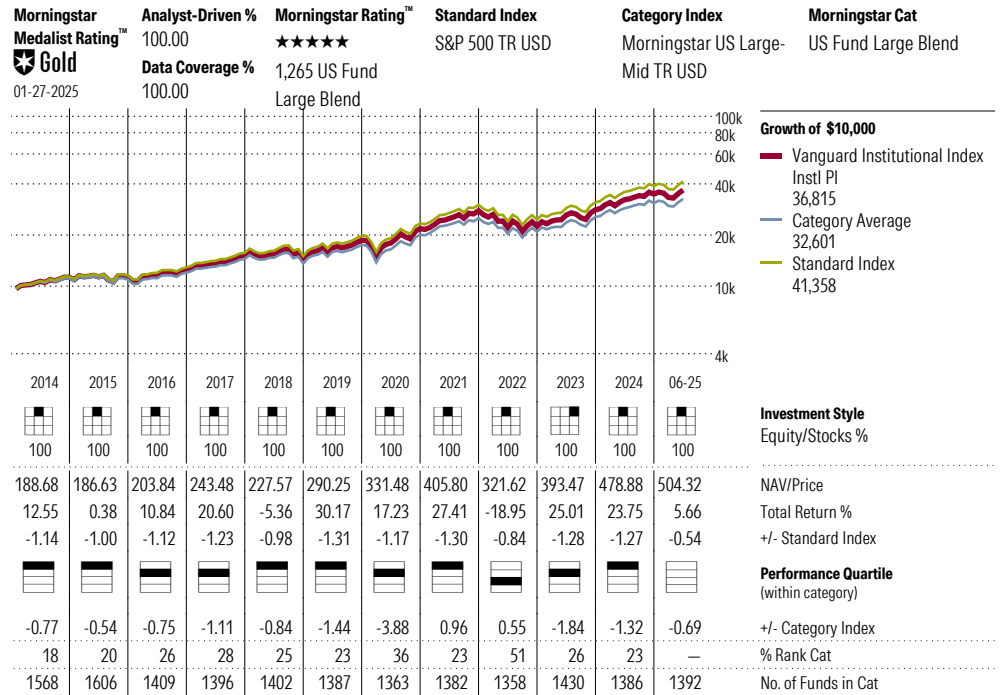 Morningstar Medalist Rating™
Gold
01-27-2025
Analyst-Driven %
100.00
Data Coverage %
100.00
Morningstar Rating™
★★★★★
1,265 US Fund
Large Blend
Standard Index
S&P 500 TR USD
Category Index
Morningstar US Large-
Mid TR USD
Morningstar Cat
US Fund Large Blend
100k
80k
60k
40k
20k
10k
4k
Growth of $10,000
Vanguard Institutional Index
Instl Pl
36,815
Category Average
32,601
Standard Index
41,358
2014 2015 2016 2017 2018 2019 2020 2021 2022 2023 2024 06-25
Investment Style
Equity/Stocks %
100 100 100 100 100 100 100 100 100 100 100 100
188.68 186.63 203.84 243.48 227.57 290.25 331.48 405.80 321.62 393.47 478.88 504.32 NAV/Price
12.55 0.38 10.84 20.60 -5.36 30.17 17.23 27.41 -18.95 25.01 23.75 5.66 Total Return %
-1.14 -1.00 -1.12 -1.23 -0.98 -1.31 -1.17 -1.30 -0.84 -1.28 -1.27 -0.54 +/- Standard Index
Performance Quartile
(within category)
-0.77 -0.54 -0.75 -1.11 -0.84 -1.44 -3.88 0.96 0.55 -1.84 -1.32 -0.69 +/- Category Index
18 20 26 28 25 23 36 23 51 26 23 — % Rank Cat
1568 1606 1409 1396 1402 1387 1363 1382 1358 1430 1386 1392 No. of Funds in Cat